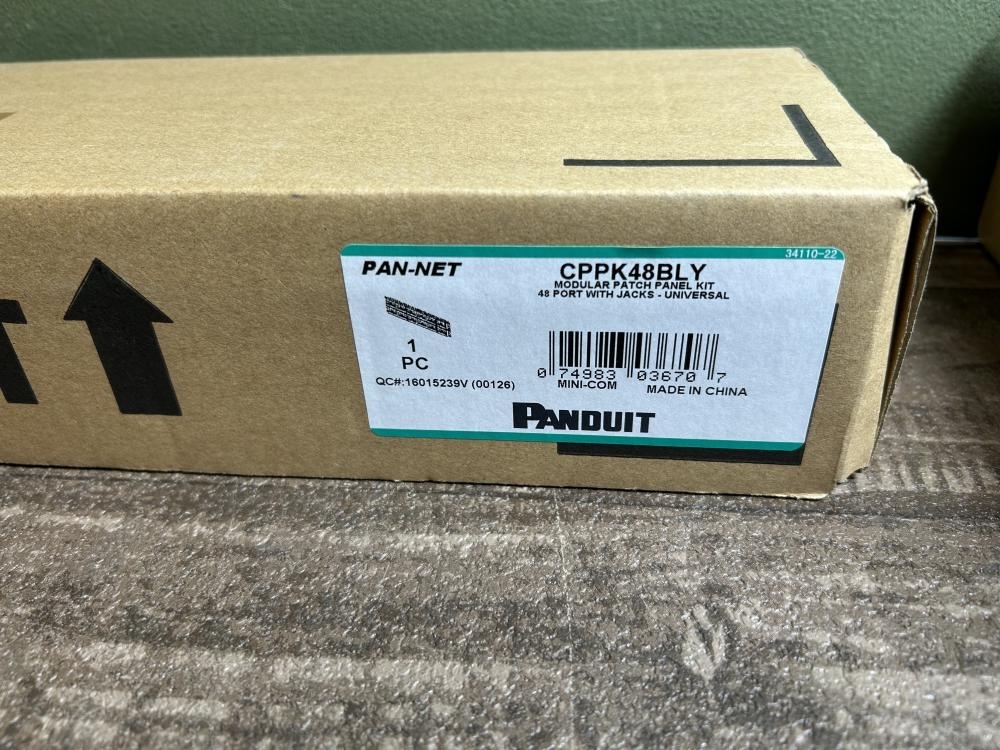 34110-22
PAN-NET
CPPK48BLY
MODULAR PATCH PANEL KIT
48 PORT WITH JACKS - UNIVERSAL
1
PC
0 74983 03670 7
QC#:16015239V (00126)
MINI-COM
MADE IN CHINA
PANDUIT